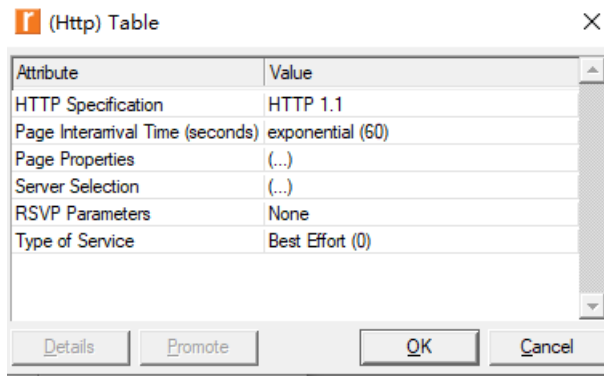 (Http) Table
Attribute Value
HTTP Specification HTTP 1.1
Page Interarrival Time (seconds) exponential (60)
Page Properties (...)
Server Selection (...)
RSVP Parameters None
Type of Service Best Effort (0)
Details Promote OK Cancel